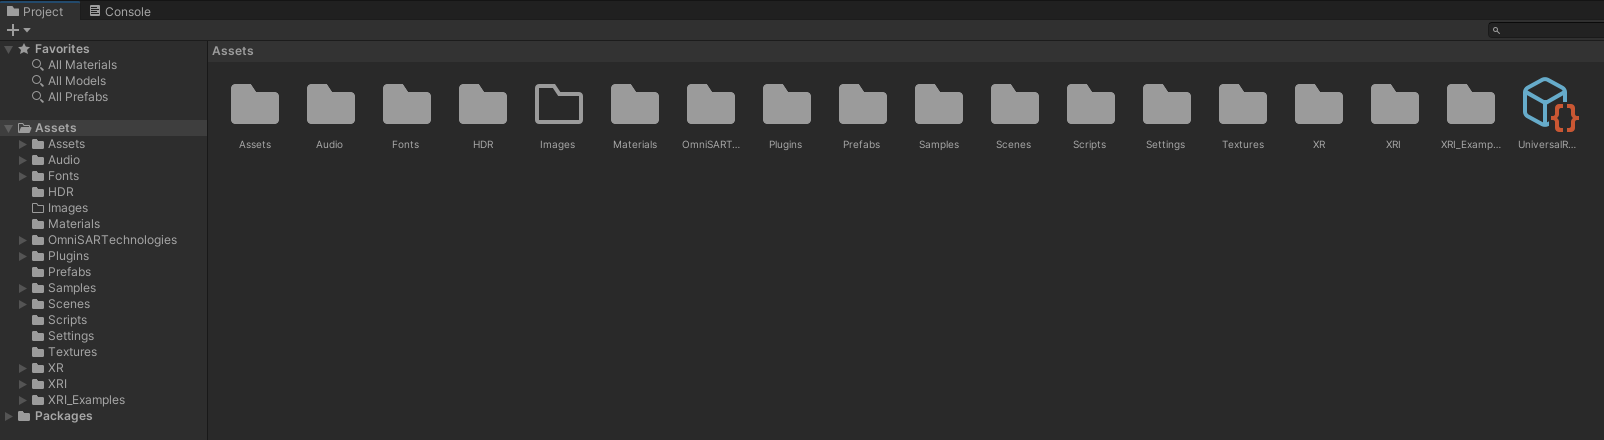 Project
Console
Favorites
All Materials
All Models
All Prefabs
Assets
Assets
Audio
Fonts
HDR
Images
Materials
OmniSARTechnologies
Plugins
Prefabs
Samples
Scenes
Scripts
Settings
Textures
XR
XRI
XRI_Examples
Packages
Assets
Assets
Audio
Fonts
HDR
Images
Materials
OmniSART...
Plugins
Prefabs
Samples
Scenes
Scripts
Settings
Textures
XR
XRI
XRI_Examp...
UniversalR...